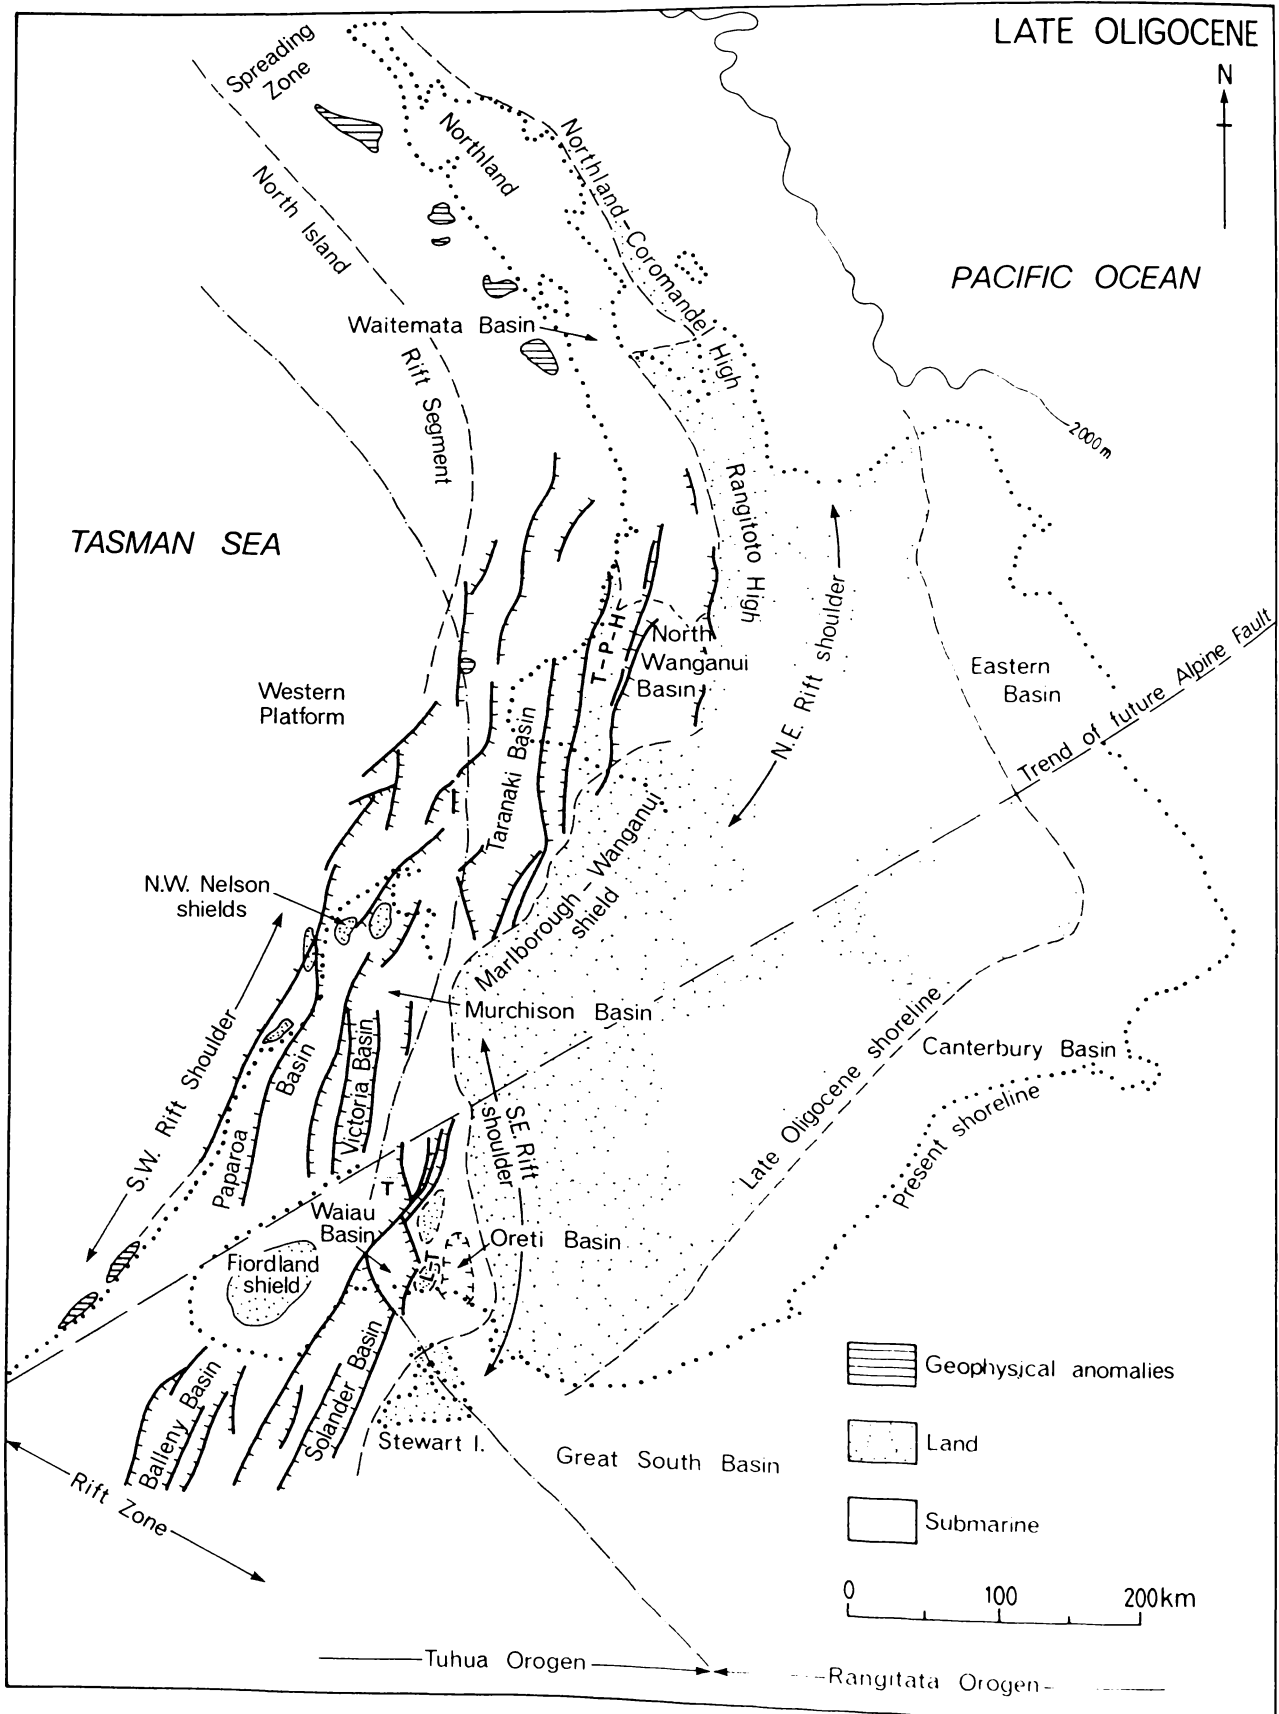 LATE OLIGOCENE
N
Spreading
Zone
Northland
North Island
Northland-Coromandel High
PACIFIC OCEAN
Waitemata Basin
Rift Segment
2000m
Rangitoto High
TASMAN SEA
N.E. Rift shoulder
T-P-H
North
Wanganui
Basin
Eastern
Basin
Trend of future Alpine Fault
Western
Platform
Taranaki Basin
Marlborough-Wanganui
shield
N.W. Nelson
shields
Murchison Basin
S.W. Rift Shoulder
Paparoa Basin
Victoria Basin
S.E. Rift
shoulder
Late Oligocene shoreline
Canterbury Basin
Present shoreline
T
Waiau
Basin
Oreti Basin
L-T
Fiordland
shield
Balleny Basin
Solander Basin
Stewart I.
Great South Basin
Rift Zone
Geophysical anomalies
Land
Submarine
0 100 200km
Tuhua Orogen
Rangitata Orogen